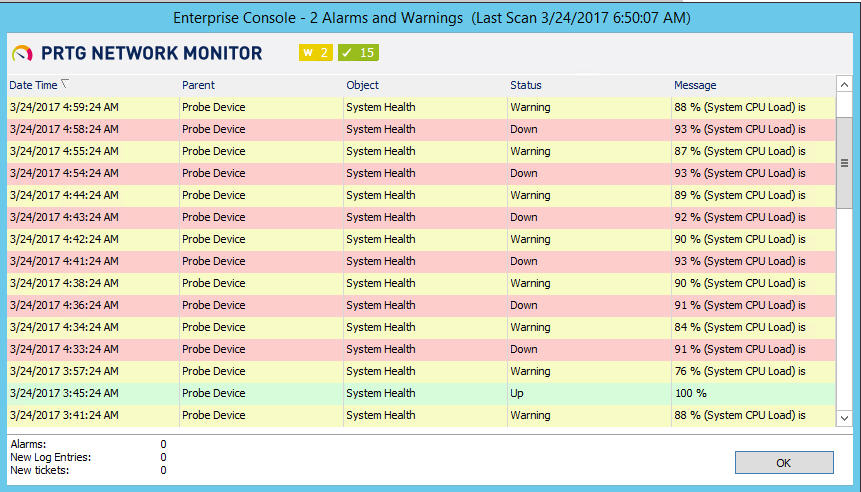 Enterprise Console - 2 Alarms and Warnings (Last Scan 3/24/2017 6:50:07 AM)
PRTG NETWORK MONITOR W 2 ✓ 15
Date Time Parent Object Status Message
3/24/2017 4:59:24 AM Probe Device System Health Warning 88 % (System CPU Load) is
3/24/2017 4:58:24 AM Probe Device System Health Down 93 % (System CPU Load) is
3/24/2017 4:55:24 AM Probe Device System Health Warning 87 % (System CPU Load) is
3/24/2017 4:54:24 AM Probe Device System Health Down 93 % (System CPU Load) is
3/24/2017 4:44:24 AM Probe Device System Health Warning 89 % (System CPU Load) is
3/24/2017 4:43:24 AM Probe Device System Health Down 92 % (System CPU Load) is
3/24/2017 4:42:24 AM Probe Device System Health Warning 90 % (System CPU Load) is
3/24/2017 4:41:24 AM Probe Device System Health Down 93 % (System CPU Load) is
3/24/2017 4:38:24 AM Probe Device System Health Warning 90 % (System CPU Load) is
3/24/2017 4:36:24 AM Probe Device System Health Down 91 % (System CPU Load) is
3/24/2017 4:34:24 AM Probe Device System Health Warning 84 % (System CPU Load) is
3/24/2017 4:33:24 AM Probe Device System Health Down 91 % (System CPU Load) is
3/24/2017 3:57:24 AM Probe Device System Health Warning 76 % (System CPU Load) is
3/24/2017 3:45:24 AM Probe Device System Health Up 100 %
3/24/2017 3:41:24 AM Probe Device System Health Warning 88 % (System CPU Load) is
Alarms: 0
New Log Entries: 0
New tickets: 0
OK